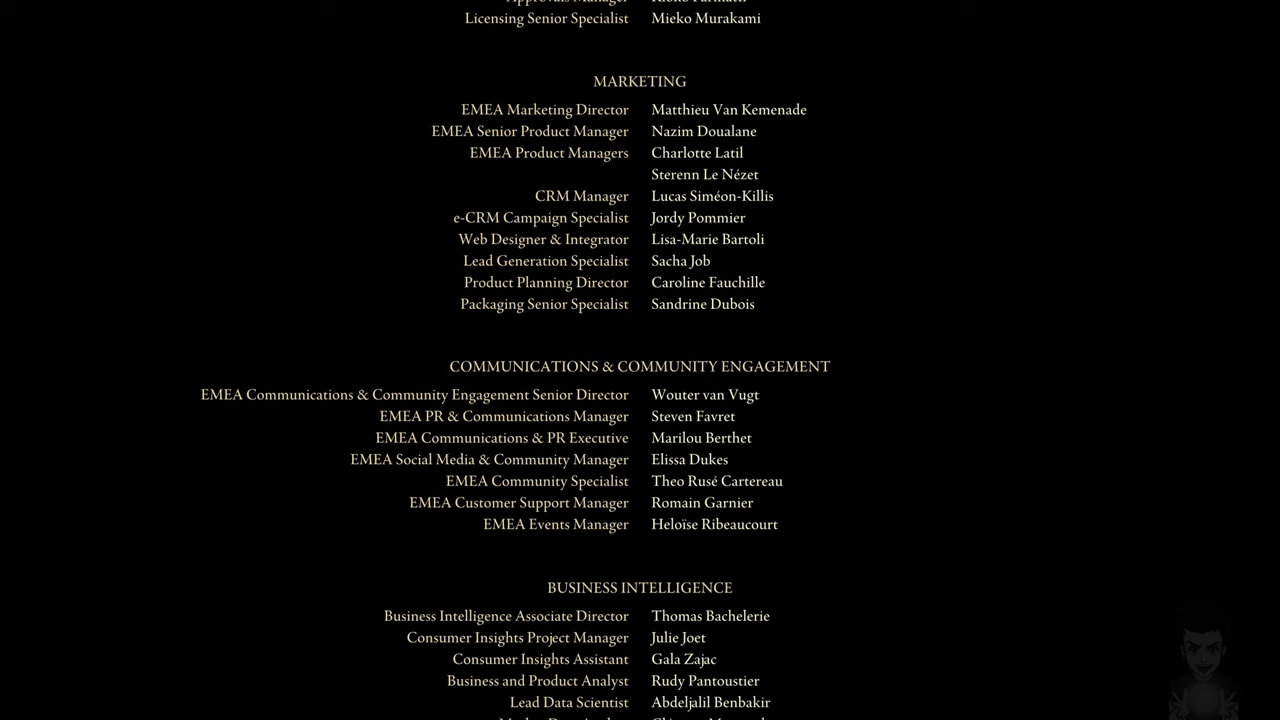 Licensing Senior Specialist Mieko Murakami
MARKETING
EMEA Marketing Director Matthieu Van Kemenade
EMEA Senior Product Manager Nazim Doualane
EMEA Product Managers Charlotte Latil
Sterenn Le Nézet
CRM Manager Lucas Siméon-Killis
e-CRM Campaign Specialist Jordy Pommier
Web Designer & Integrator Lisa-Marie Bartoli
Lead Generation Specialist Sacha Job
Product Planning Director Caroline Fauchille
Packaging Senior Specialist Sandrine Dubois
COMMUNICATIONS & COMMUNITY ENGAGEMENT
EMEA Communications & Community Engagement Senior Director Wouter van Vugt
EMEA PR & Communications Manager Steven Favret
EMEA Communications & PR Executive Marilou Berthet
EMEA Social Media & Community Manager Elissa Dukes
EMEA Community Specialist Theo Rusé Cartereau
EMEA Customer Support Manager Romain Garnier
EMEA Events Manager Heloïse Ribeaucourt
BUSINESS INTELLIGENCE
Business Intelligence Associate Director Thomas Bachelerie
Consumer Insights Project Manager Julie Joet
Consumer Insights Assistant Gala Zajac
Business and Product Analyst Rudy Pantoustier
Lead Data Scientist Abdeljalil Benbakir